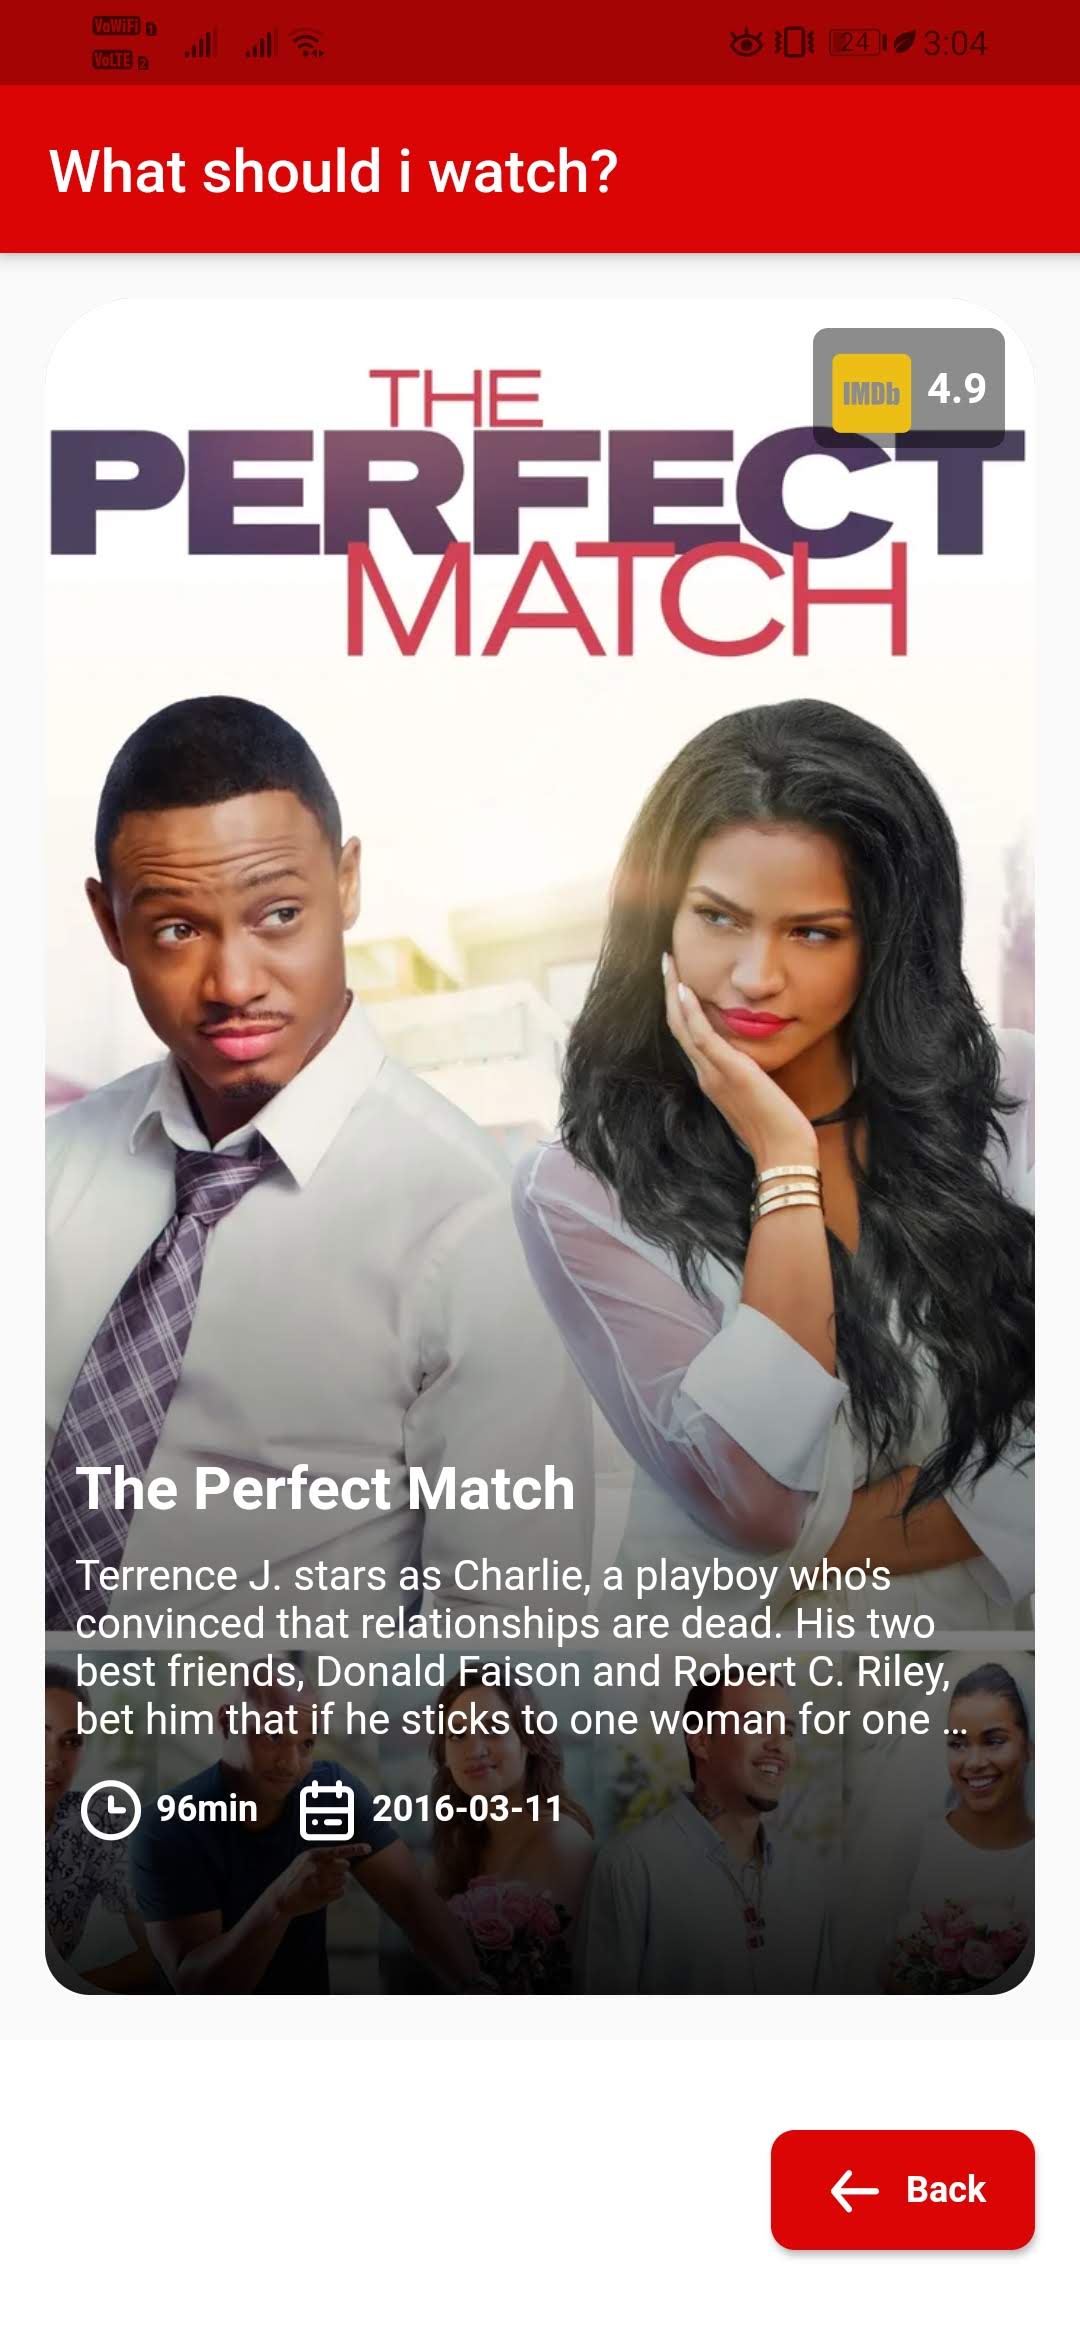 VoWiFi 1
VoLTE 2
24 3:04
What should i watch?
IMDb 4.9
THE
PERFECT
MATCH
The Perfect Match
Terrence J. stars as Charlie, a playboy who's
convinced that relationships are dead. His two
best friends, Donald Faison and Robert C. Riley,
bet him that if he sticks to one woman for one ...
96min 2016-03-11
Back